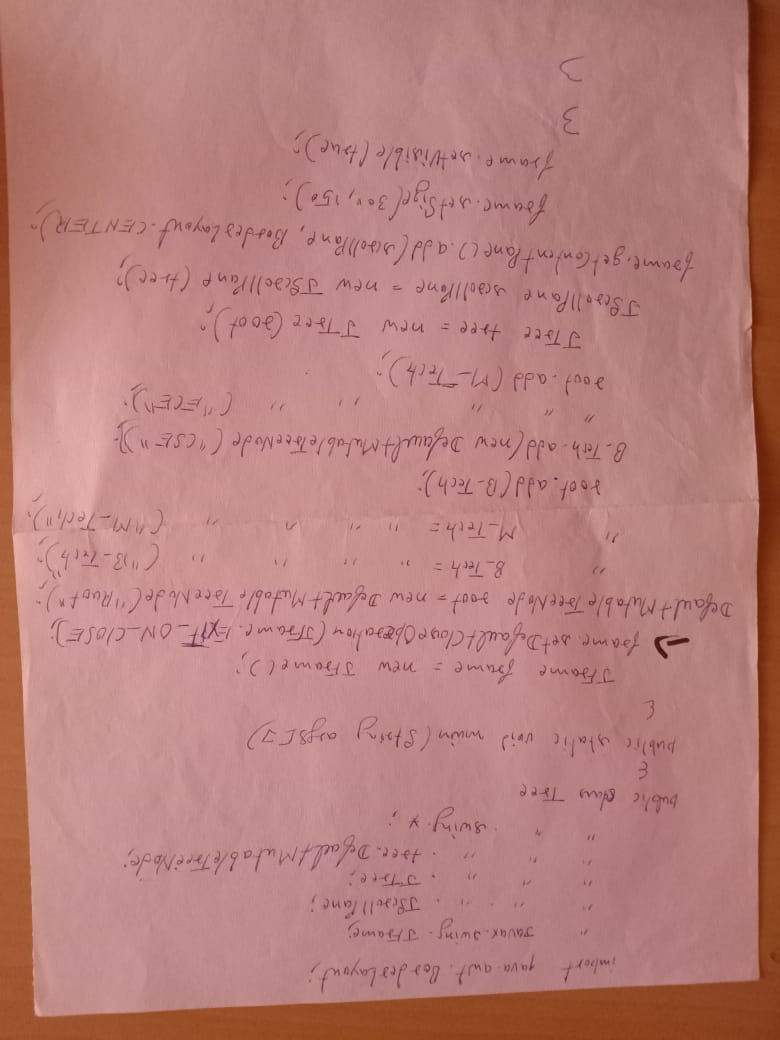 import java.awt.BorderLayout;
" javax.swing.JFrame;
" " " . JScrollPane;
" " " . JTree;
" " " . tree.DefaultMutableTreeNode;
" " swing.*;
public class Tree
{
public static void main(String args[])
{
JFrame frame = new JFrame();
→ frame.setDefaultCloseOperation(JFrame.EXIT_ON_CLOSE);
DefaultMutableTreeNode root = new DefaultMutableTreeNode("Root");
" B_Tech = " " " " ("B-Tech");
" M_Tech = " " " " ("M-Tech");
root.add(B-Tech);
B-Tech.add(new DefaultMutableTreeNode("CSE");
" " " " " ("ECE");
root.add(M-Tech);
JTree tree = new JTree(root);
JScrollPane scrollPane = new JScrollPane(tree);
frame.getContentPane().add(scrollPane, BorderLayout.CENTER);
frame.setSize(300, 150);
frame.setVisible(true);
}
}